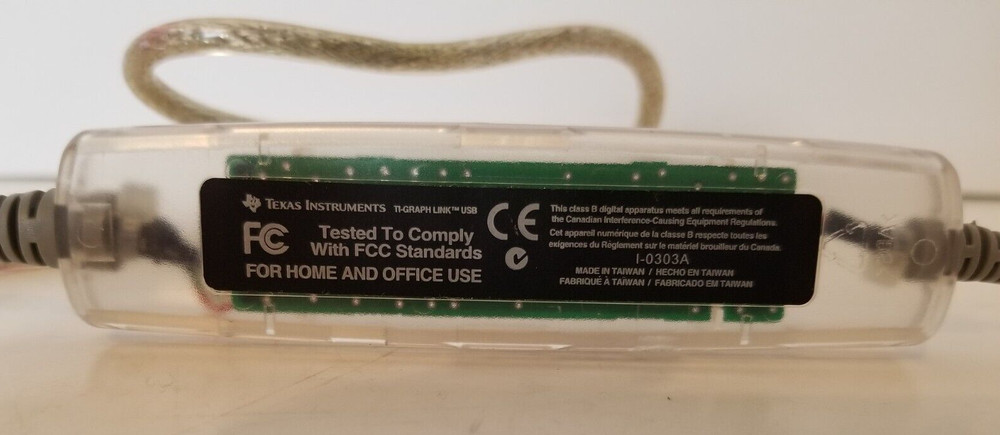 TEXAS INSTRUMENTS TI-GRAPH LINK™ USB
FC Tested To Comply
With FCC Standards
FOR HOME AND OFFICE USE
CE
This class B digital apparatus meets all requirements of
the Canadian Interference-Causing Equipment Regulations.
Cet appareil numérique de la classe B respecte toutes les
exigences du Réglement sur le matériel brouilleur du Canada.
I-0303A
MADE IN TAIWAN / HECHO EN TAIWAN
FABRIQUÉ À TAIWAN / FABRICADO EM TAIWAN